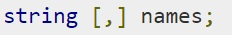 string [,] names;